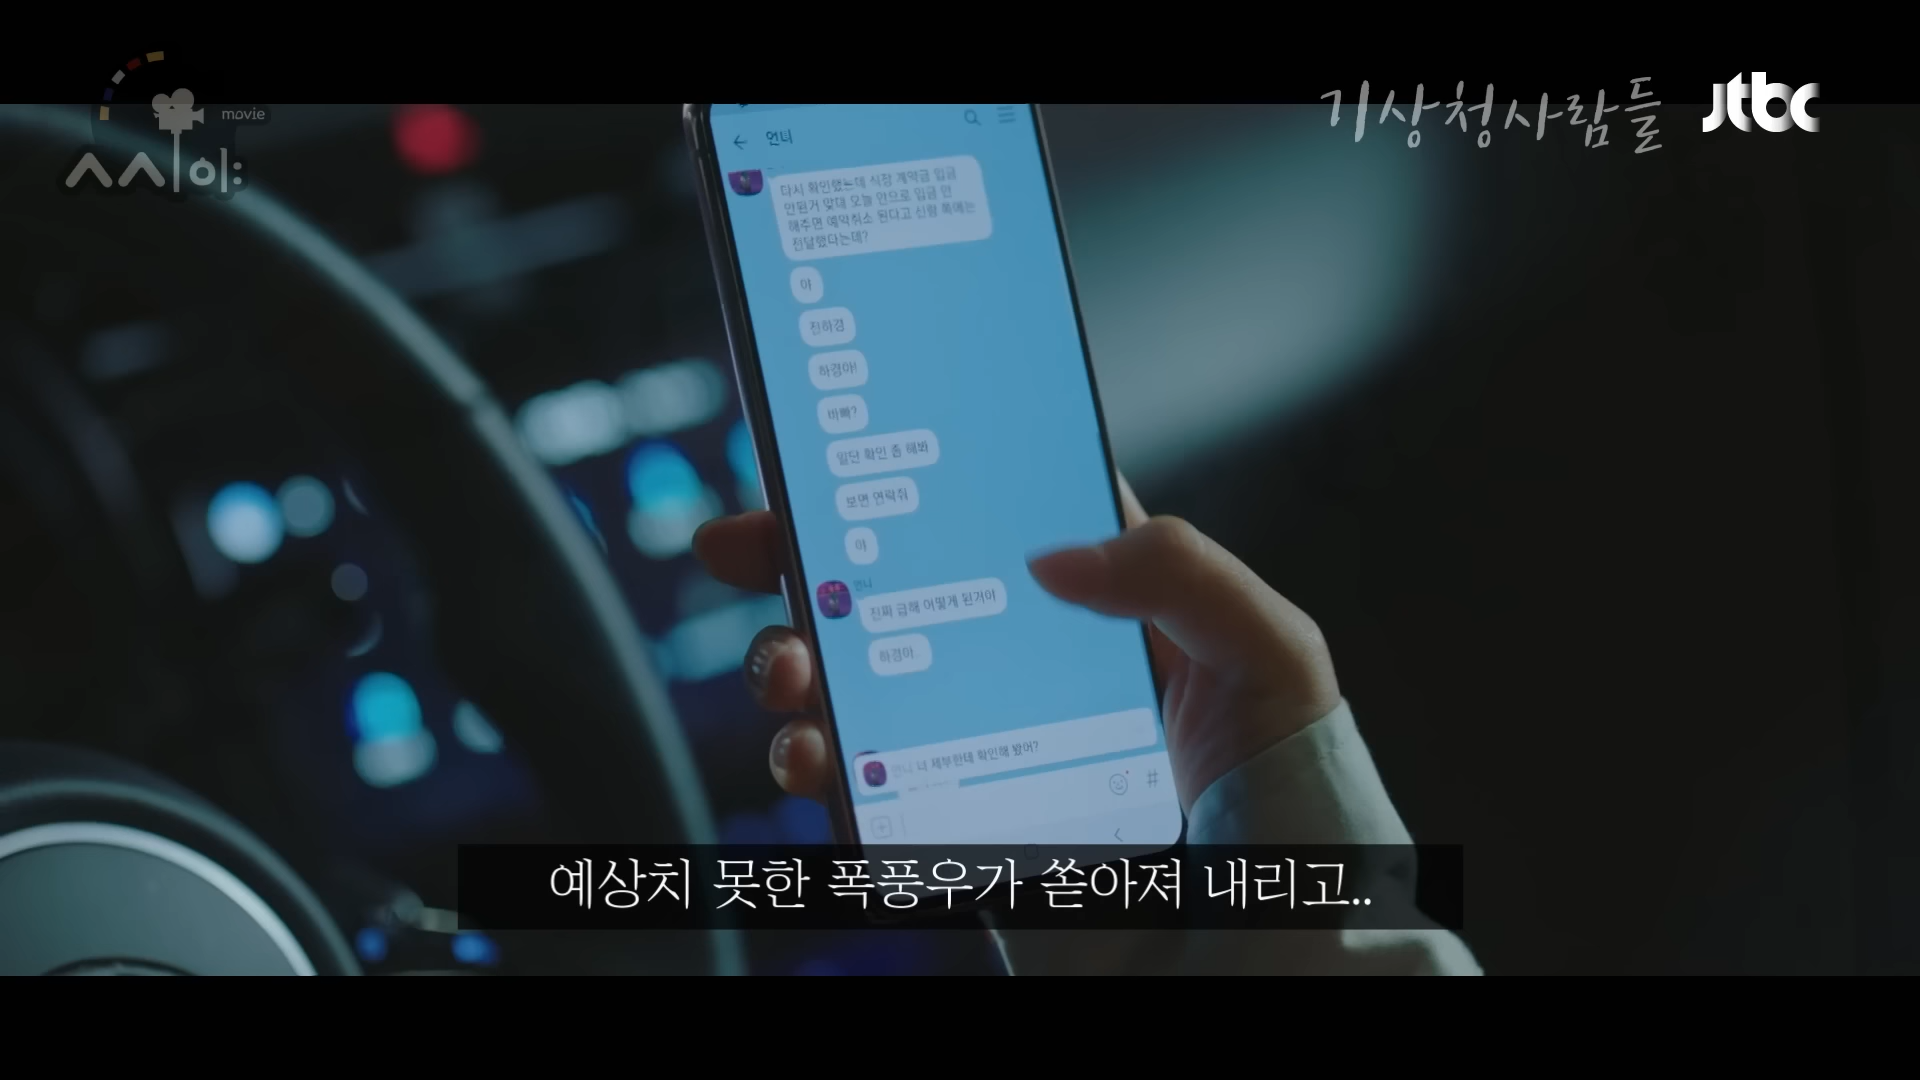 movie
씨이야:
기상청사람들 jtbc
언니
다시 확인했는데 식장 계약금 입금
안된거 맞대 오늘 안으로 입금 안
해주면 예약취소 된다고 신랑 쪽에는
전달했다는데?
야
진하경
하경아!
바빠?
일단 확인 좀 해봐
보면 연락줘
야
언니
진짜 급해 어떻게 된거야
하경아.
언니 너 제부한테 확인해 봤어?
예상치 못한 폭풍우가 쏟아져 내리고..